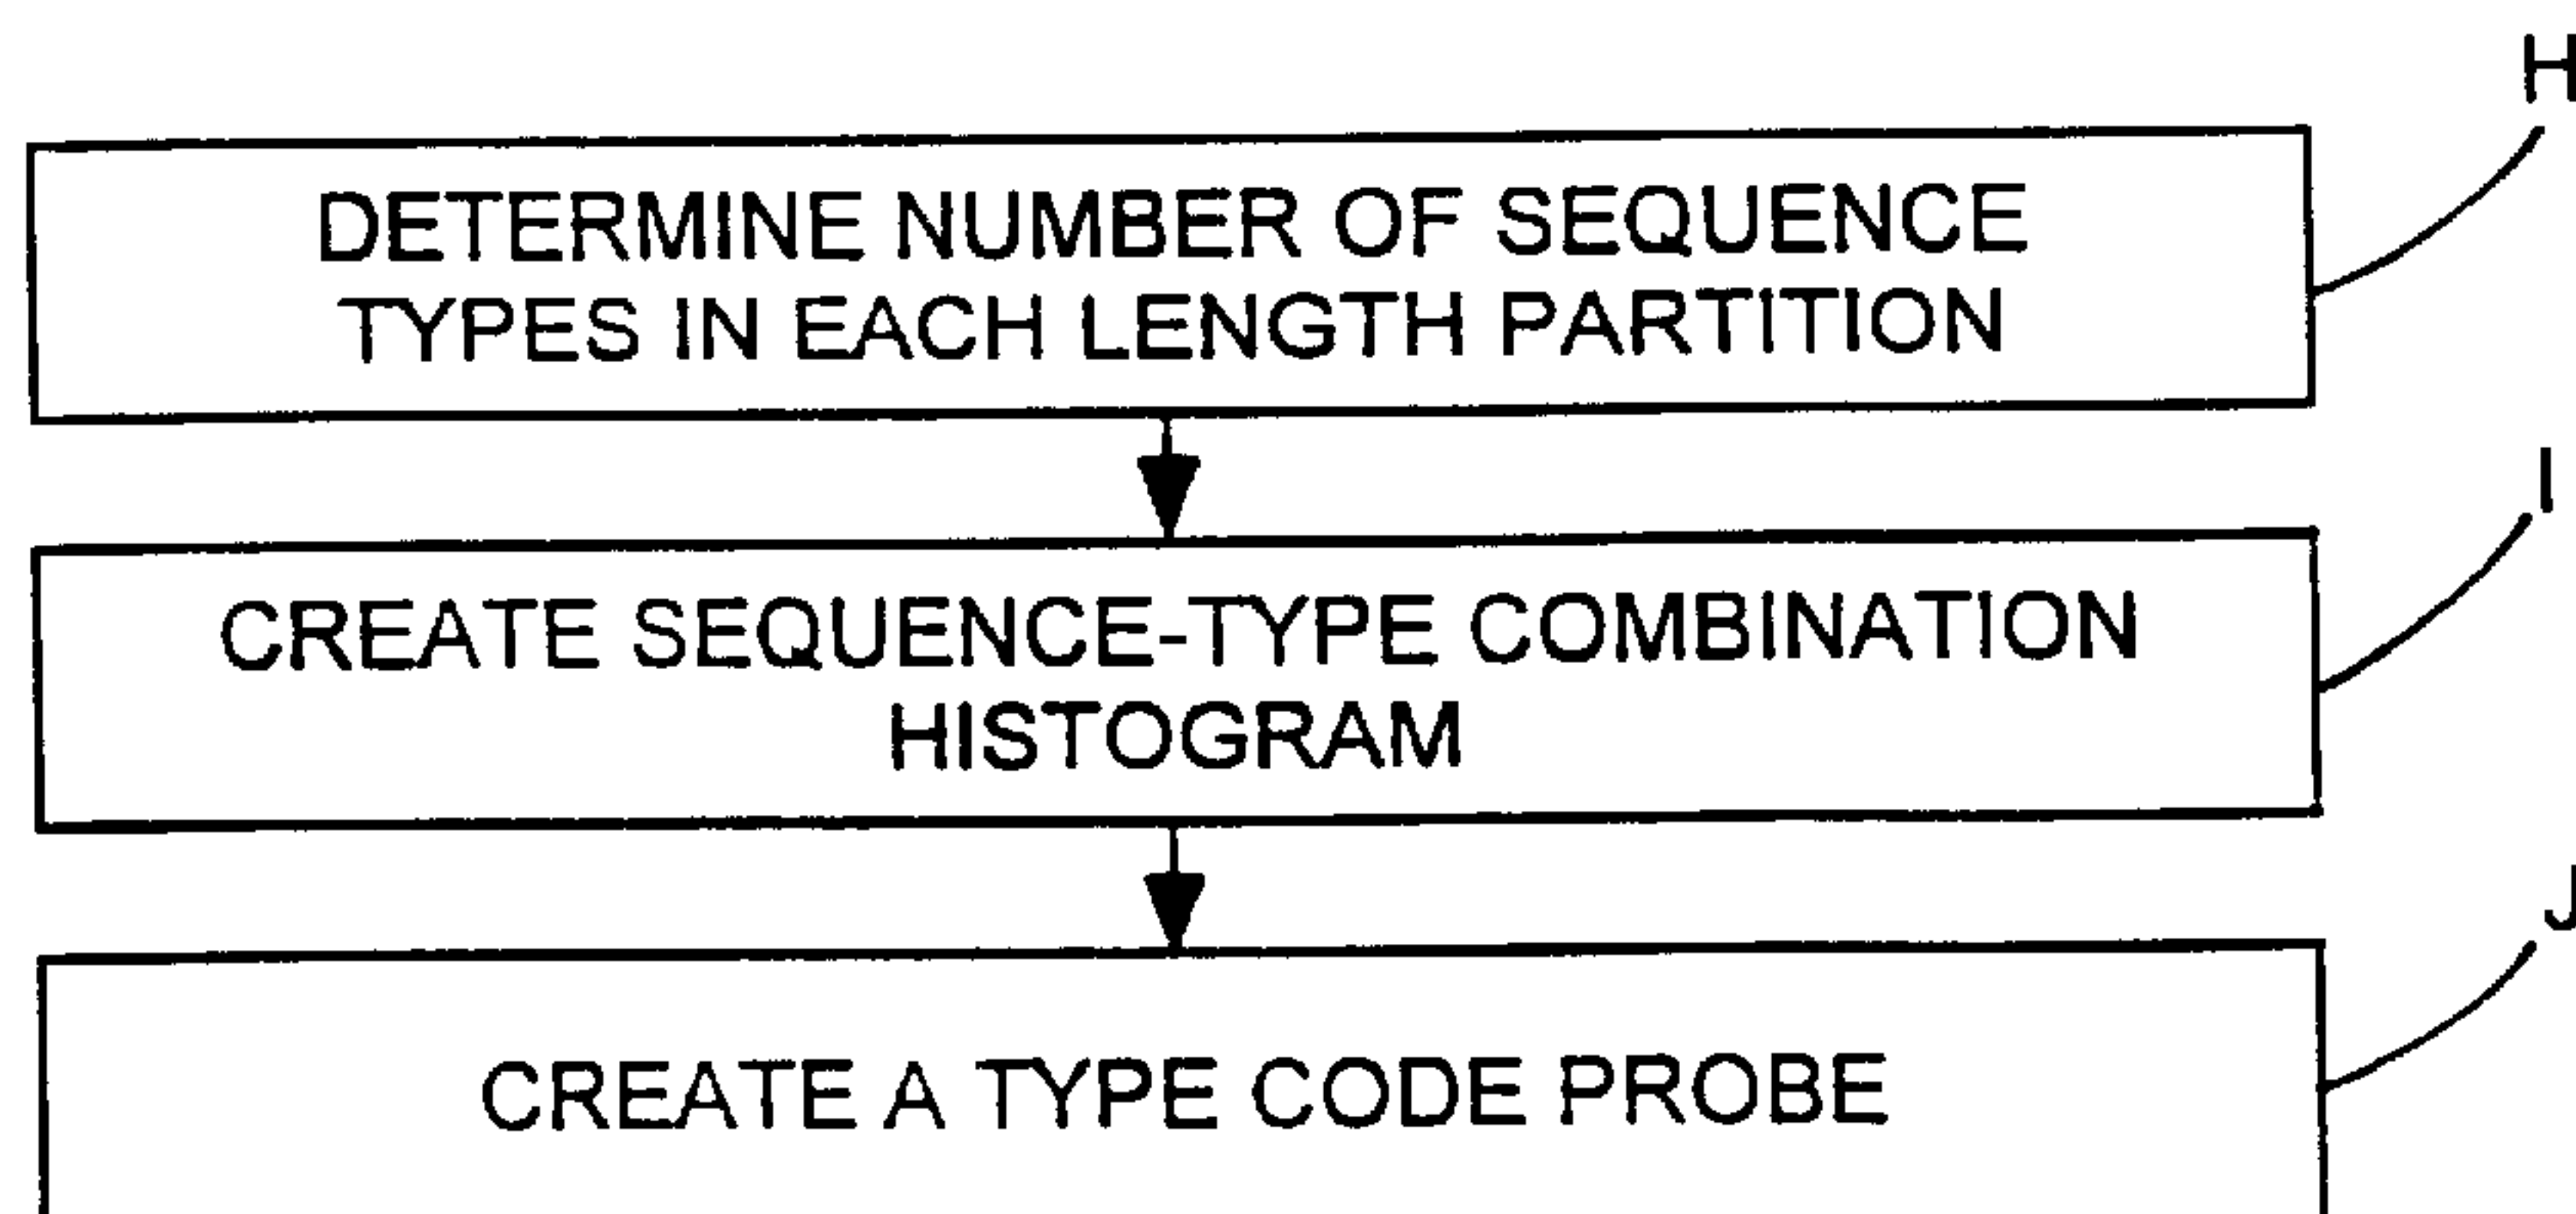 H
DETERMINE NUMBER OF SEQUENCE
TYPES IN EACH LENGTH PARTITION
I
CREATE SEQUENCE-TYPE COMBINATION
HISTOGRAM
J
CREATE A TYPE CODE PROBE